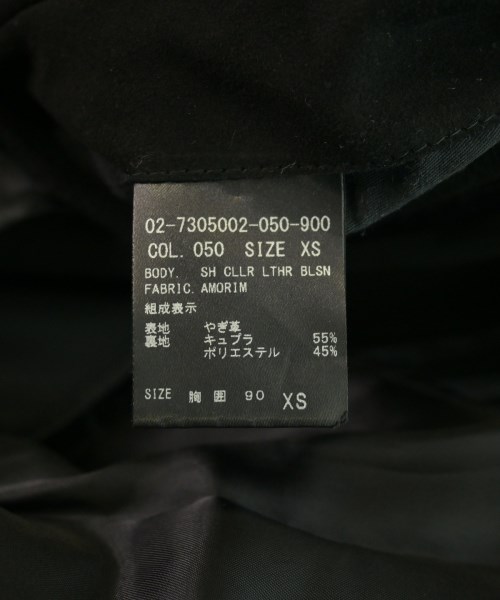 02-7305002-050-900
COL. 050 SIZE XS
BODY. SH CLLR LTHR BLSN
FABRIC. AMORIM
組成表示
表地 やぎ革
裏地 キュプラ 55%
ポリエステル 45%
SIZE 胸囲 90 XS